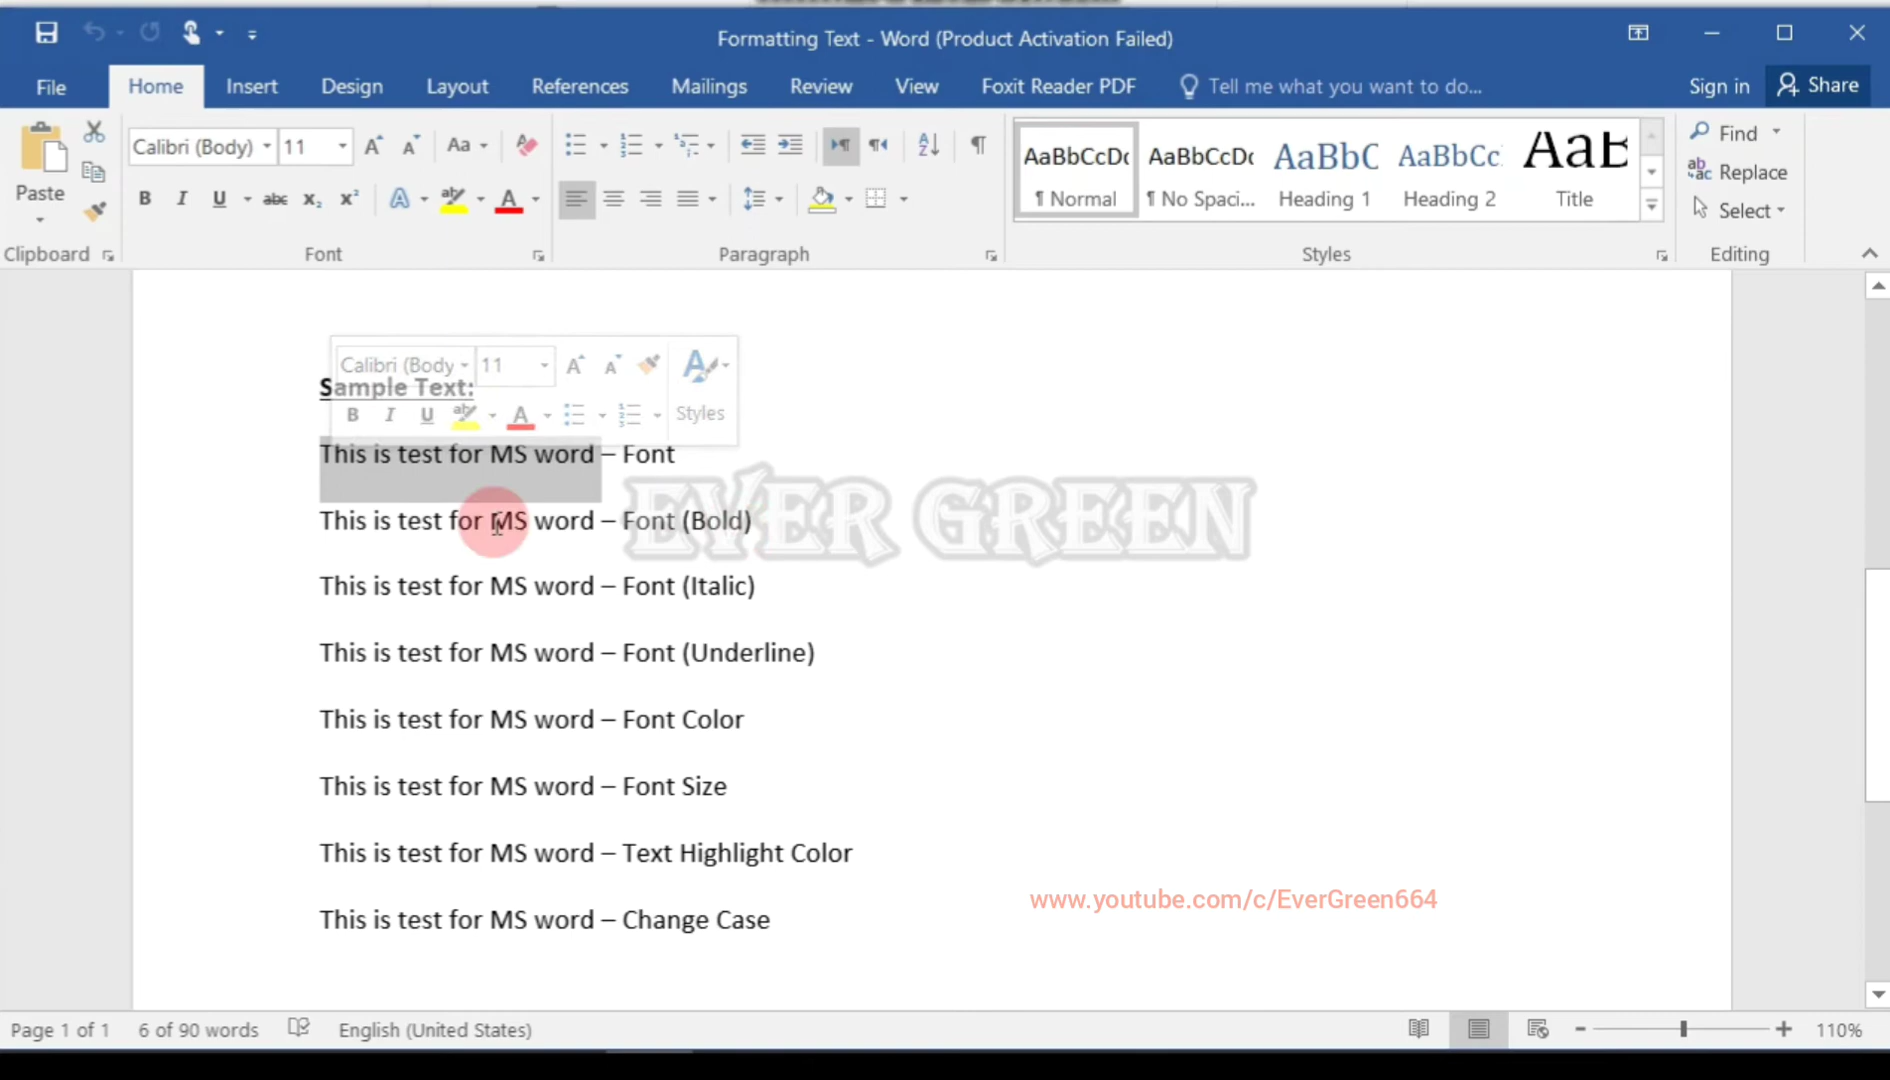 Formatting Text - Word (Product Activation Failed)
File Home Insert Design Layout References Mailings Review View Foxit Reader PDF Tell me what you want to do... Sign in Share
Calibri (Body) 11 Aa
Paste
B I U abc X₂ X² A ab A
AaBbCcDc AaBbCcDc AaBbC AaBbCc AaB
¶ Normal ¶ No Spaci... Heading 1 Heading 2 Title
Find
Replace
Select
Clipboard Font Paragraph Styles Editing
Calibri (Body 11
B I U Styles
Sample Text:
This is test for MS word – Font
This is test for MS word – Font (Bold)
EVER GREEN
This is test for MS word – Font (Italic)
This is test for MS word – Font (Underline)
This is test for MS word – Font Color
This is test for MS word – Font Size
This is test for MS word – Text Highlight Color
www.youtube.com/c/EverGreen664
This is test for MS word – Change Case
Page 1 of 1 6 of 90 words English (United States) 110%